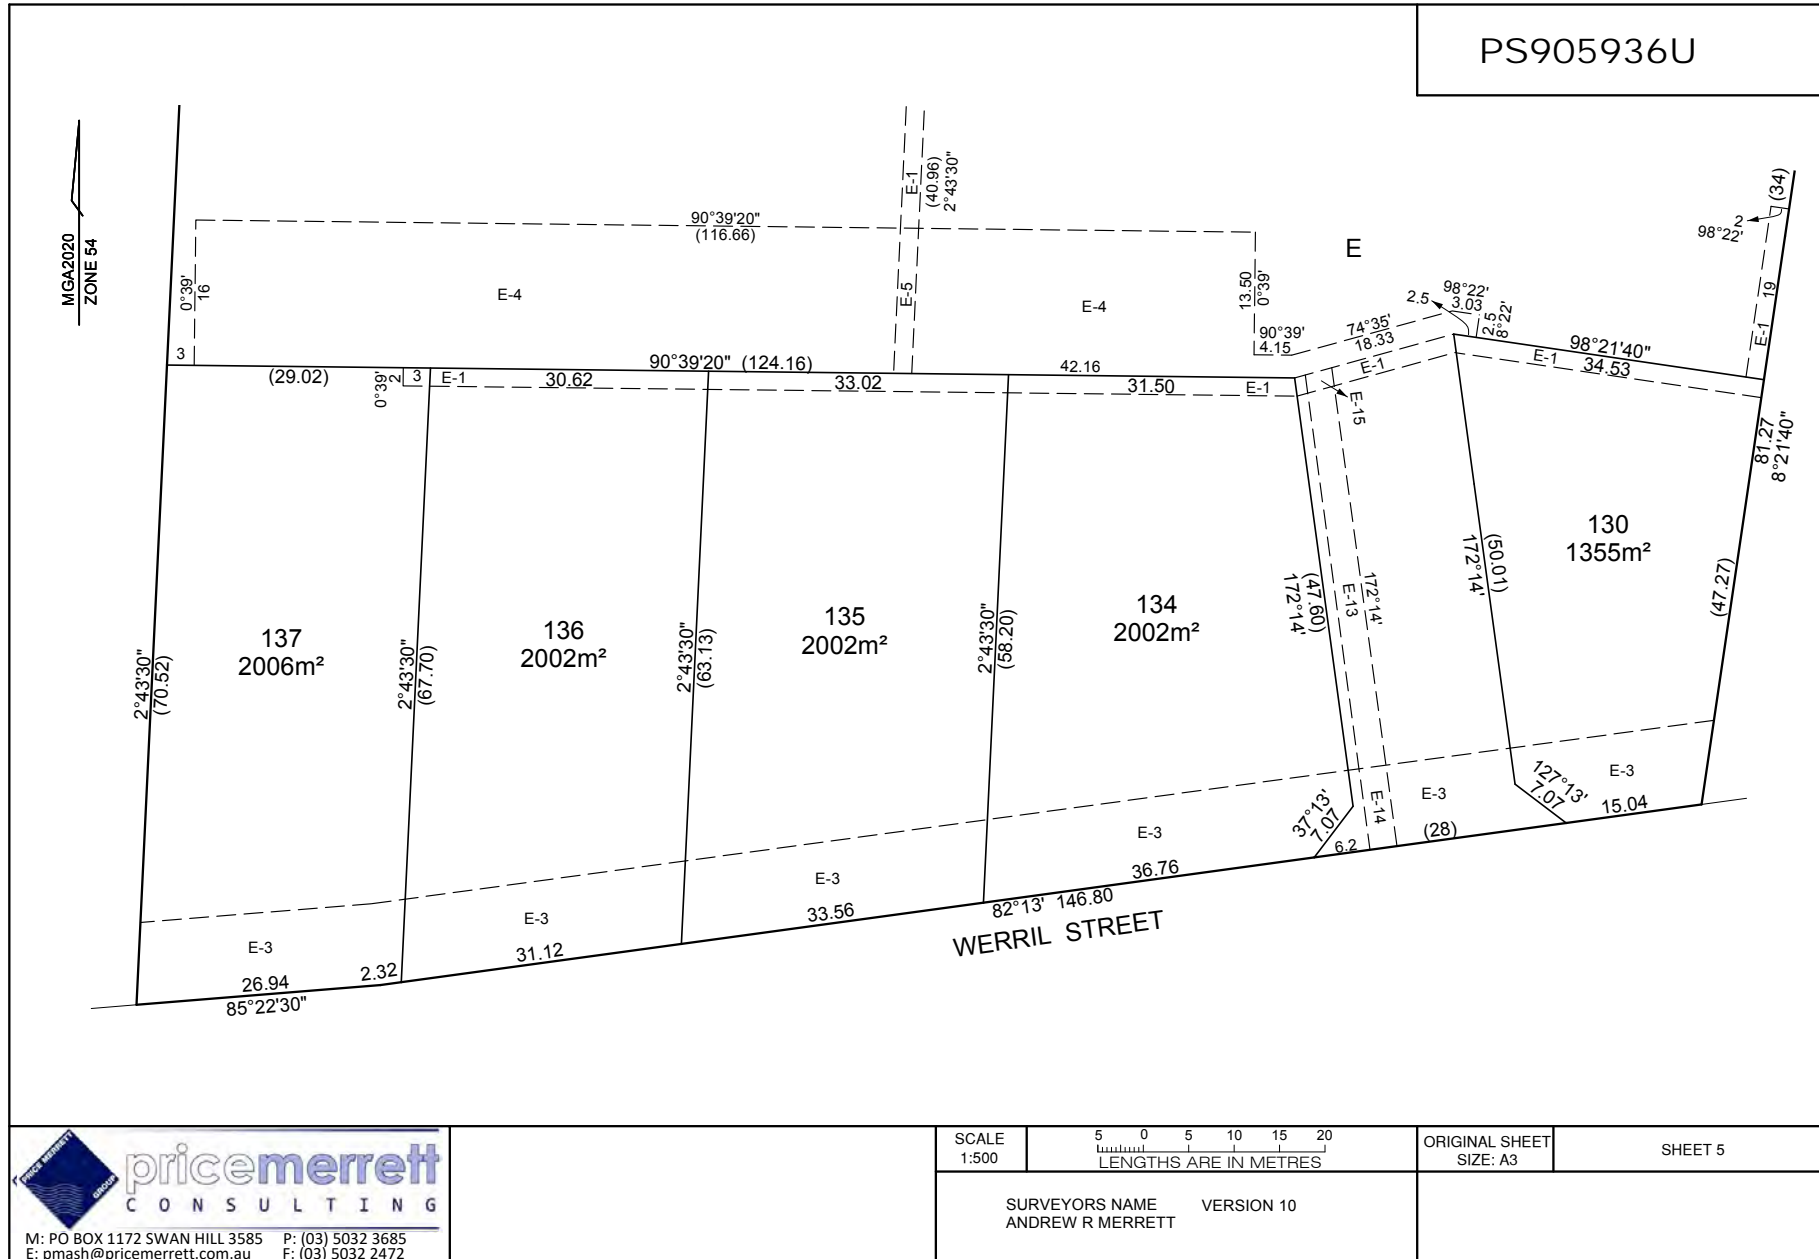 PS905936U
MGA2020
ZONE 54
E-1
(40.96)
2°43'30"
(34)
2
98°22'
90°39'20"
(116.66)
E
0°39'
16
E-4
E-5
E-4
13.50
0°39'
19
E-1
98°22'
3.03
2.5
2.5
8°22'
74°35'
18.33
90°39'
4.15
3
90°39'20" (124.16)
42.16
E-1
98°21'40"
E-1
34.53
(29.02)
0°39'
2
3
E-1
30.62
33.02
31.50
E-1
E-15
81.27
8°21'40"
130
1355m²
(50.01)
172°14'
(47.60)
172°14'
E-13
172°14'
(47.27)
134
2002m²
135
2002m²
136
2002m²
137
2006m²
2°43'30"
(70.52)
2°43'30"
(67.70)
2°43'30"
(63.13)
2°43'30"
(58.20)
127°13'
7.07
E-3
15.04
E-3
E-14
37°13'
7.07
(28)
6.2
E-3
36.76
E-3
33.56
82°13' 146.80
WERRIL STREET
E-3
31.12
E-3
2.32
26.94
85°22'30"
PRICE MERRETT
GROUP
pricemerrett
CONSULTING
M: PO BOX 1172 SWAN HILL 3585 P: (03) 5032 3685
E: pmash@pricemerrett.com.au F: (03) 5032 2472
SCALE
1:500
5 0 5 10 15 20
LENGTHS ARE IN METRES
ORIGINAL SHEET
SIZE: A3
SHEET 5
SURVEYORS NAME VERSION 10
ANDREW R MERRETT